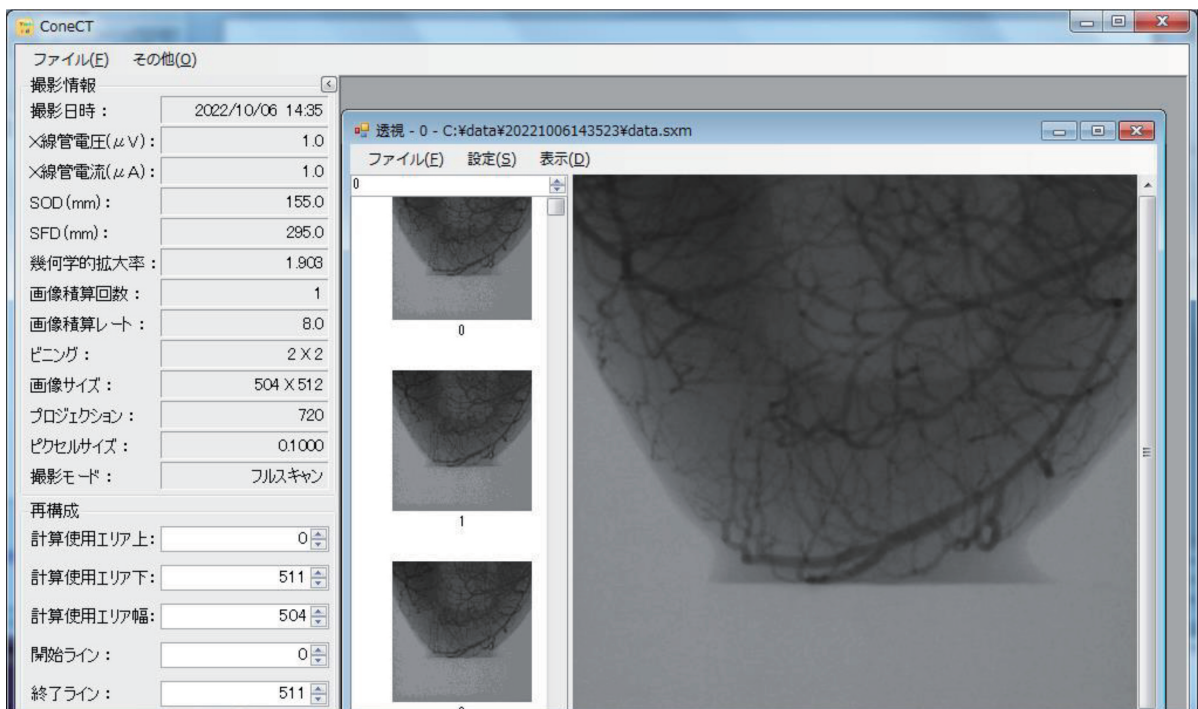 ConeCT
ファイル(F) その他(O)
撮影情報
撮影日時： 2022/10/06 14:35
X線管電圧(μV)： 1.0
X線管電流(μA)： 1.0
SOD(mm)： 155.0
SFD(mm)： 295.0
幾何学的拡大率： 1.903
画像積算回数： 1
画像積算レート： 8.0
ビニング： 2 X 2
画像サイズ： 504 X 512
プロジェクション： 720
ピクセルサイズ： 0.1000
撮影モード： フルスキャン
再構成
計算使用エリア上： 0
計算使用エリア下： 511
計算使用エリア幅： 504
開始ライン： 0
終了ライン： 511
透視 - 0 - C:¥data¥20221006143523¥data.sxm
ファイル(F) 設定(S) 表示(D)
0
0
1